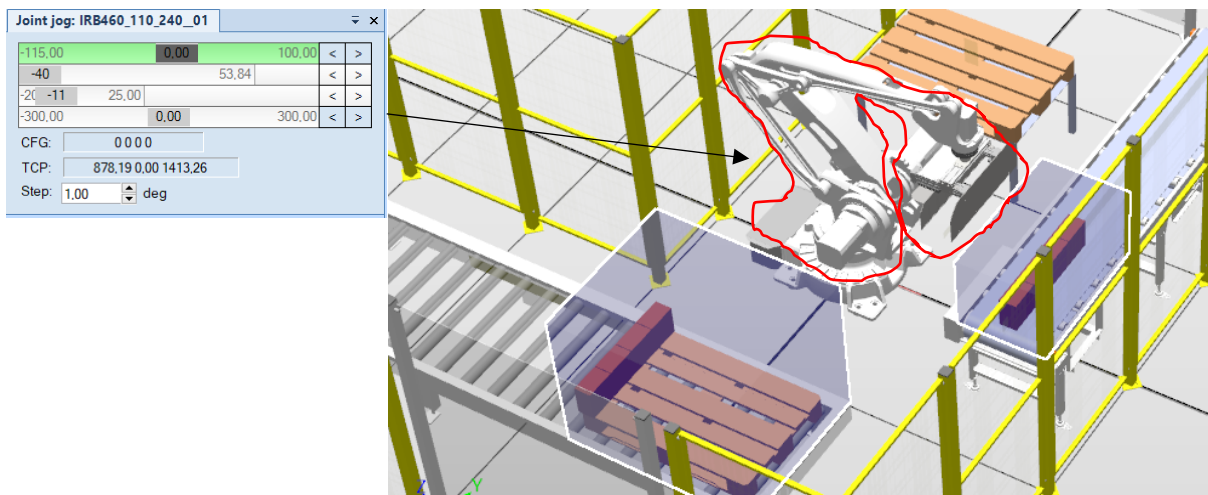 Joint jog: IRB460_110_240__01
-115,00 0,00 100,00 < >
-40 53,84 < >
-11 25,00 < >
-300,00 0,00 300,00 < >
CFG: 0 0 0 0
TCP: 878,19 0,00 1413,26
Step: 1,00 deg
Y